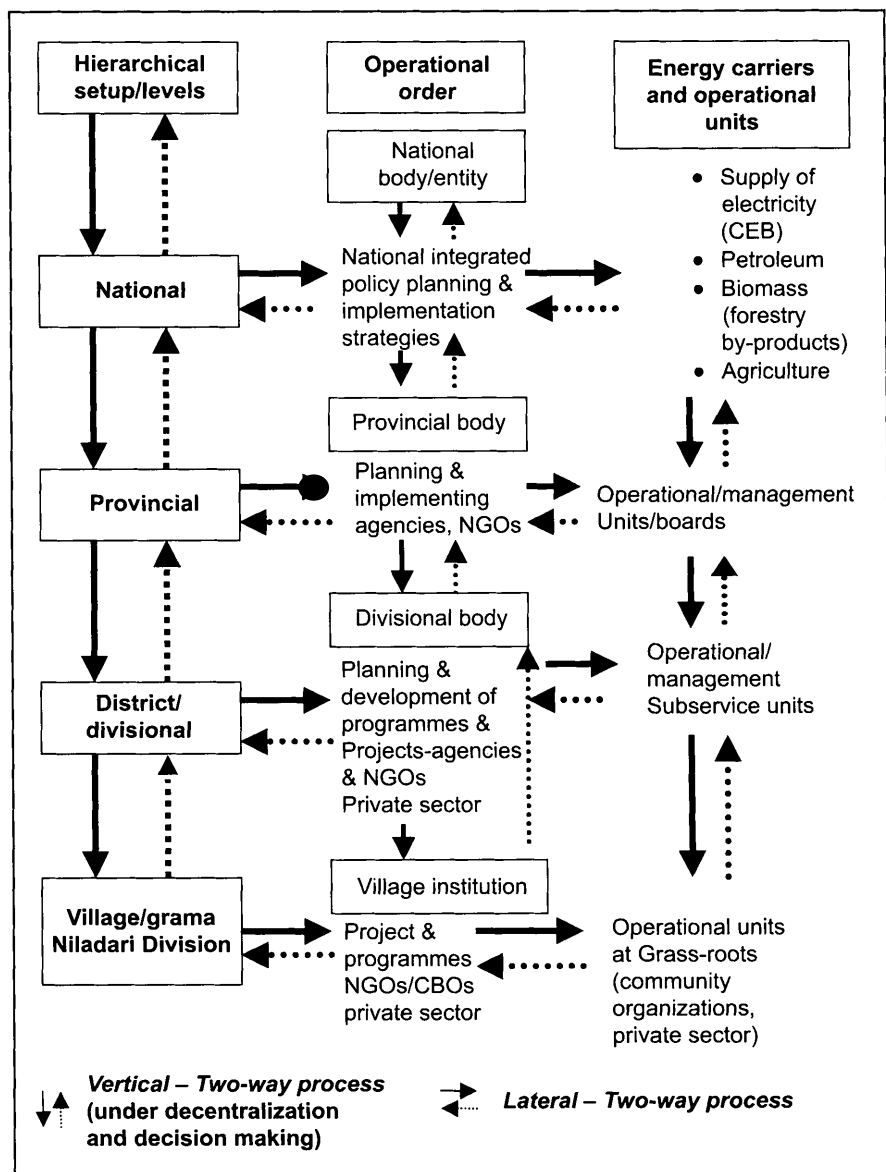 Hierarchical
setup/levels
Operational
order
Energy carriers
and operational
units
National
body/entity
• Supply of
electricity
(CEB)
• Petroleum
• Biomass
(forestry
by-products)
• Agriculture
National
National integrated
policy planning &
implementation
strategies
Provincial body
Provincial
Planning &
implementing
agencies, NGOs
Operational/management
Units/boards
Divisional body
District/
divisional
Planning &
development of
programmes &
Projects-agencies
& NGOs
Private sector
Operational/
management
Subservice units
Village institution
Village/grama
Niladari Division
Project &
programmes
NGOs/CBOs
private sector
Operational units
at Grass-roots
(community
organizations,
private sector)
Vertical – Two-way process
(under decentralization
and decision making)
Lateral – Two-way process